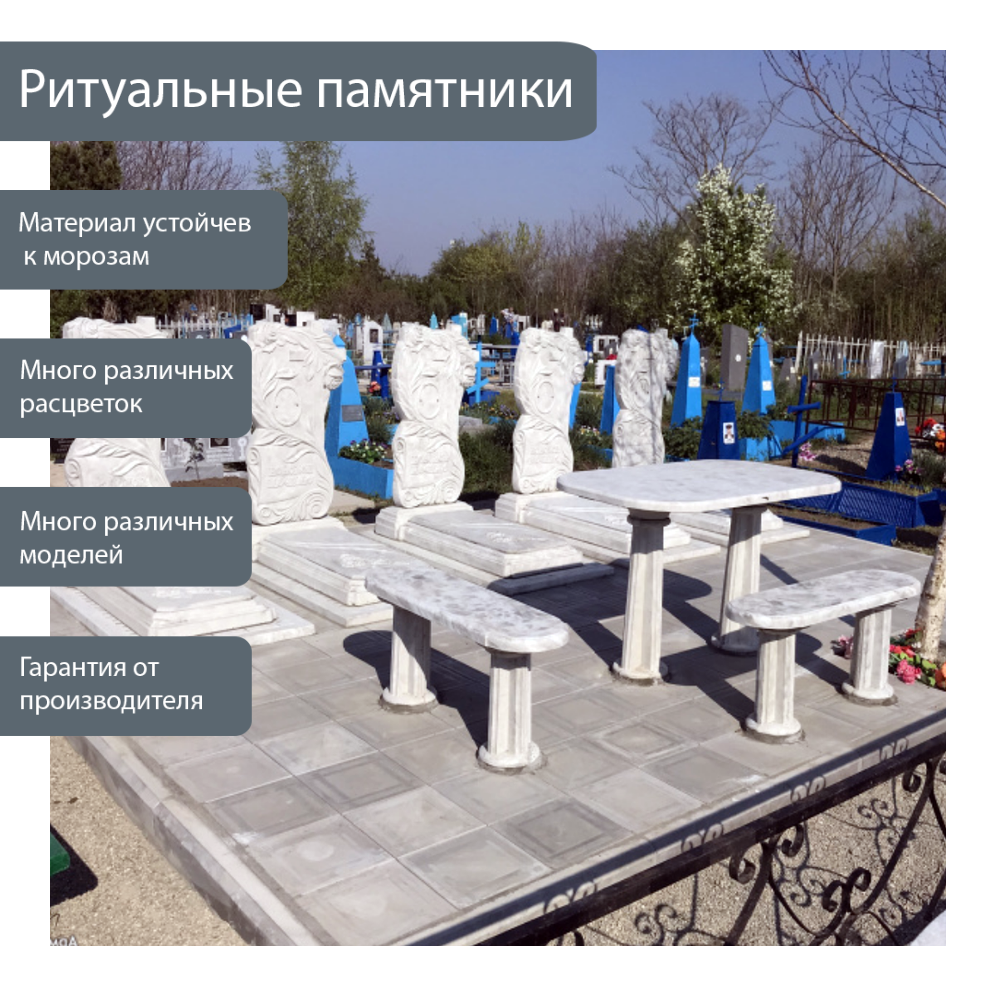 Ритуальные памятники
Материал устойчев
к морозам
Много различных
расцветок
Много различных
моделей
Гарантия от
производителя